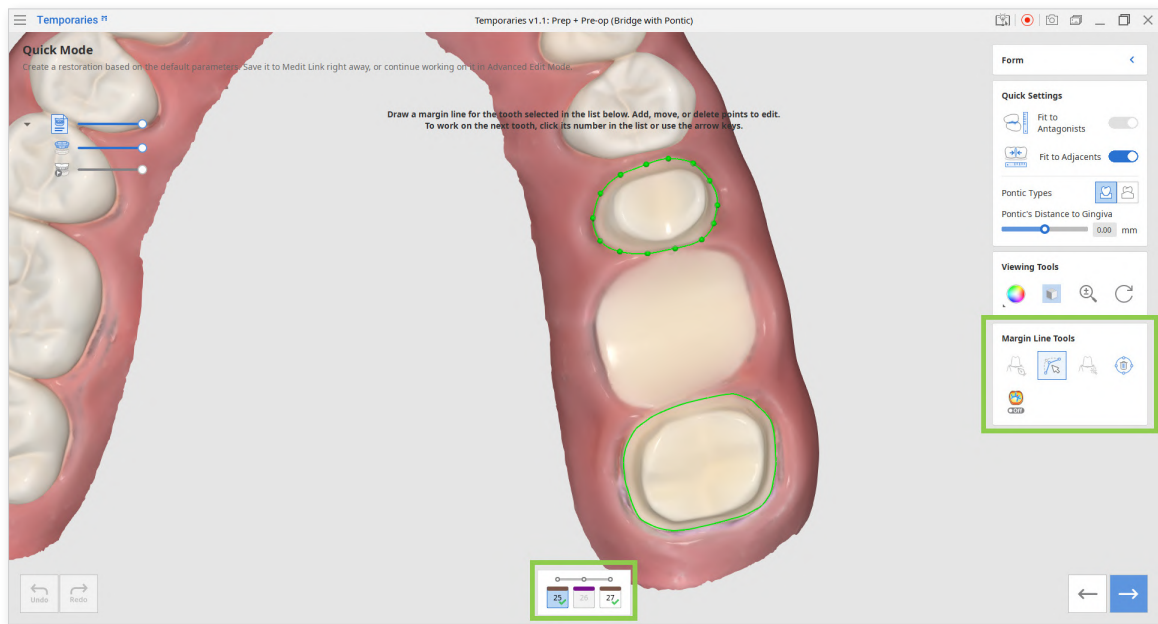 Temporaries
Temporaries v1.1: Prep + Pre-op (Bridge with Pontic)
Quick Mode
Create a restoration based on the default parameters. Save it to Medit Link right away, or continue working on it in Advanced Edit Mode.
Draw a margin line for the tooth selected in the list below. Add, move, or delete points to edit.
To work on the next tooth, click its number in the list or use the arrow keys.
Form
Quick Settings
Fit to
Antagonists
Fit to Adjacents
Pontic Types
Pontic's Distance to Gingiva
0.00 mm
Viewing Tools
Margin Line Tools
OFF
25 26 27
Undo Redo